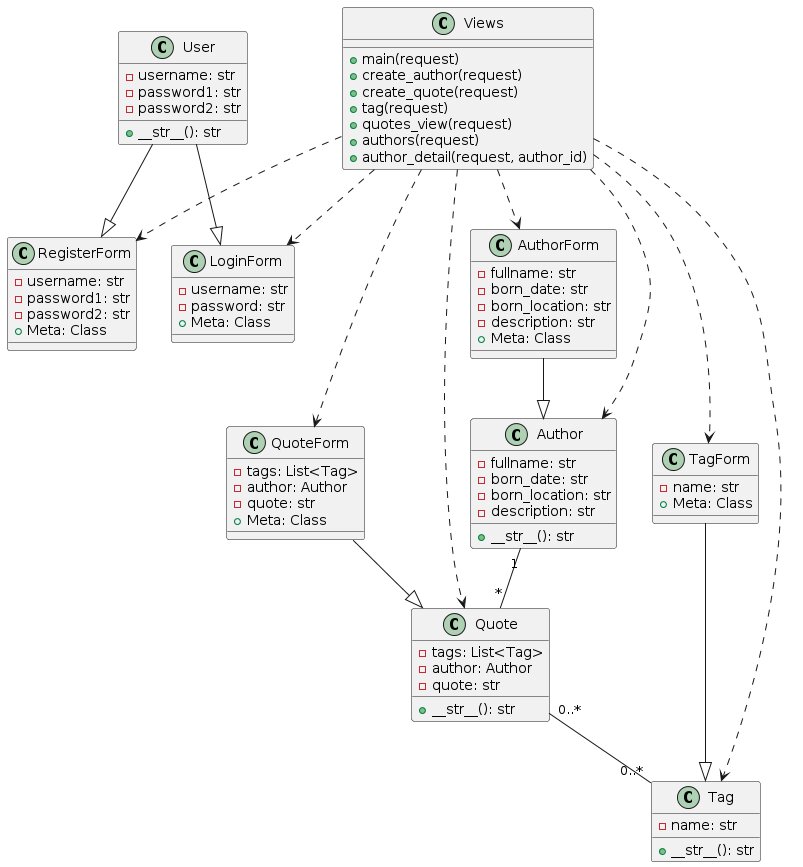 C User
username: str
password1: str
password2: str
__str__(): str
C Views
main(request)
create_author(request)
create_quote(request)
tag(request)
quotes_view(request)
authors(request)
author_detail(request, author_id)
C RegisterForm
username: str
password1: str
password2: str
Meta: Class
C LoginForm
username: str
password: str
Meta: Class
C AuthorForm
fullname: str
born_date: str
born_location: str
description: str
Meta: Class
C QuoteForm
tags: List<Tag>
author: Author
quote: str
Meta: Class
C Author
fullname: str
born_date: str
born_location: str
description: str
__str__(): str
C TagForm
name: str
Meta: Class
1
*
C Quote
tags: List<Tag>
author: Author
quote: str
__str__(): str
0..*
0..*
C Tag
name: str
__str__(): str